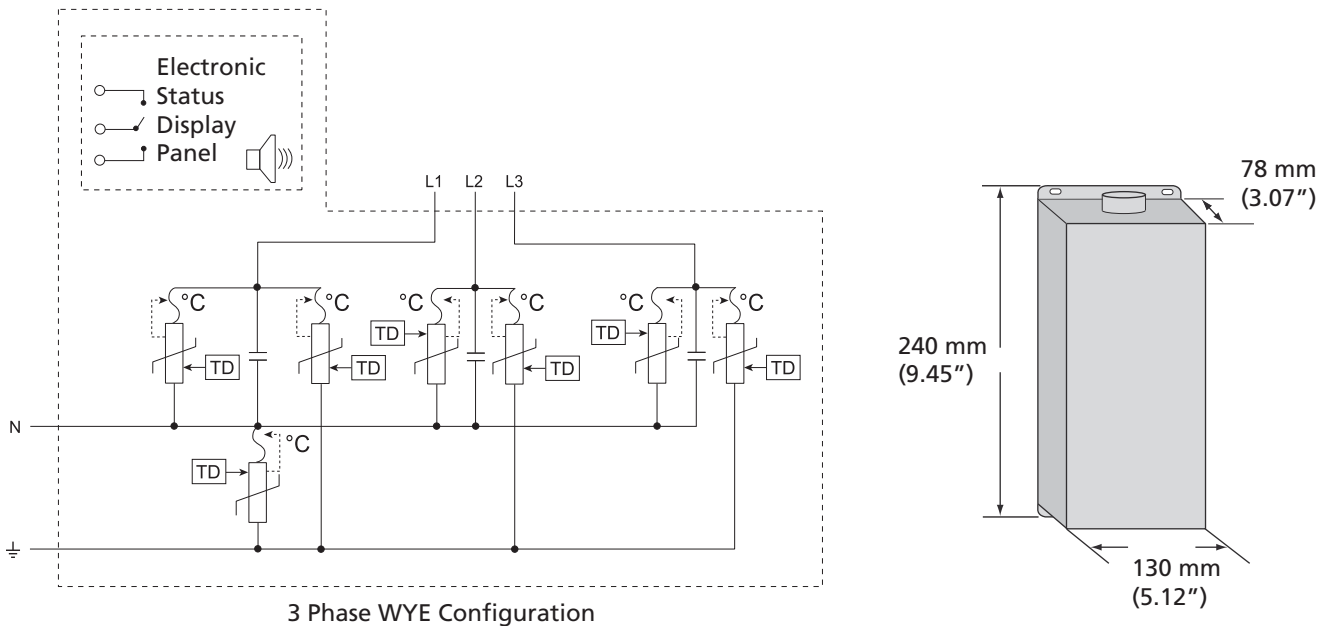 Electronic
Status
Display
Panel
L1 L2 L3
°C °C °C °C °C °C
TD TD
TD TD TD TD
N
°C
TD
3 Phase WYE Configuration
78 mm
(3.07″)
240 mm
(9.45″)
130 mm
(5.12″)